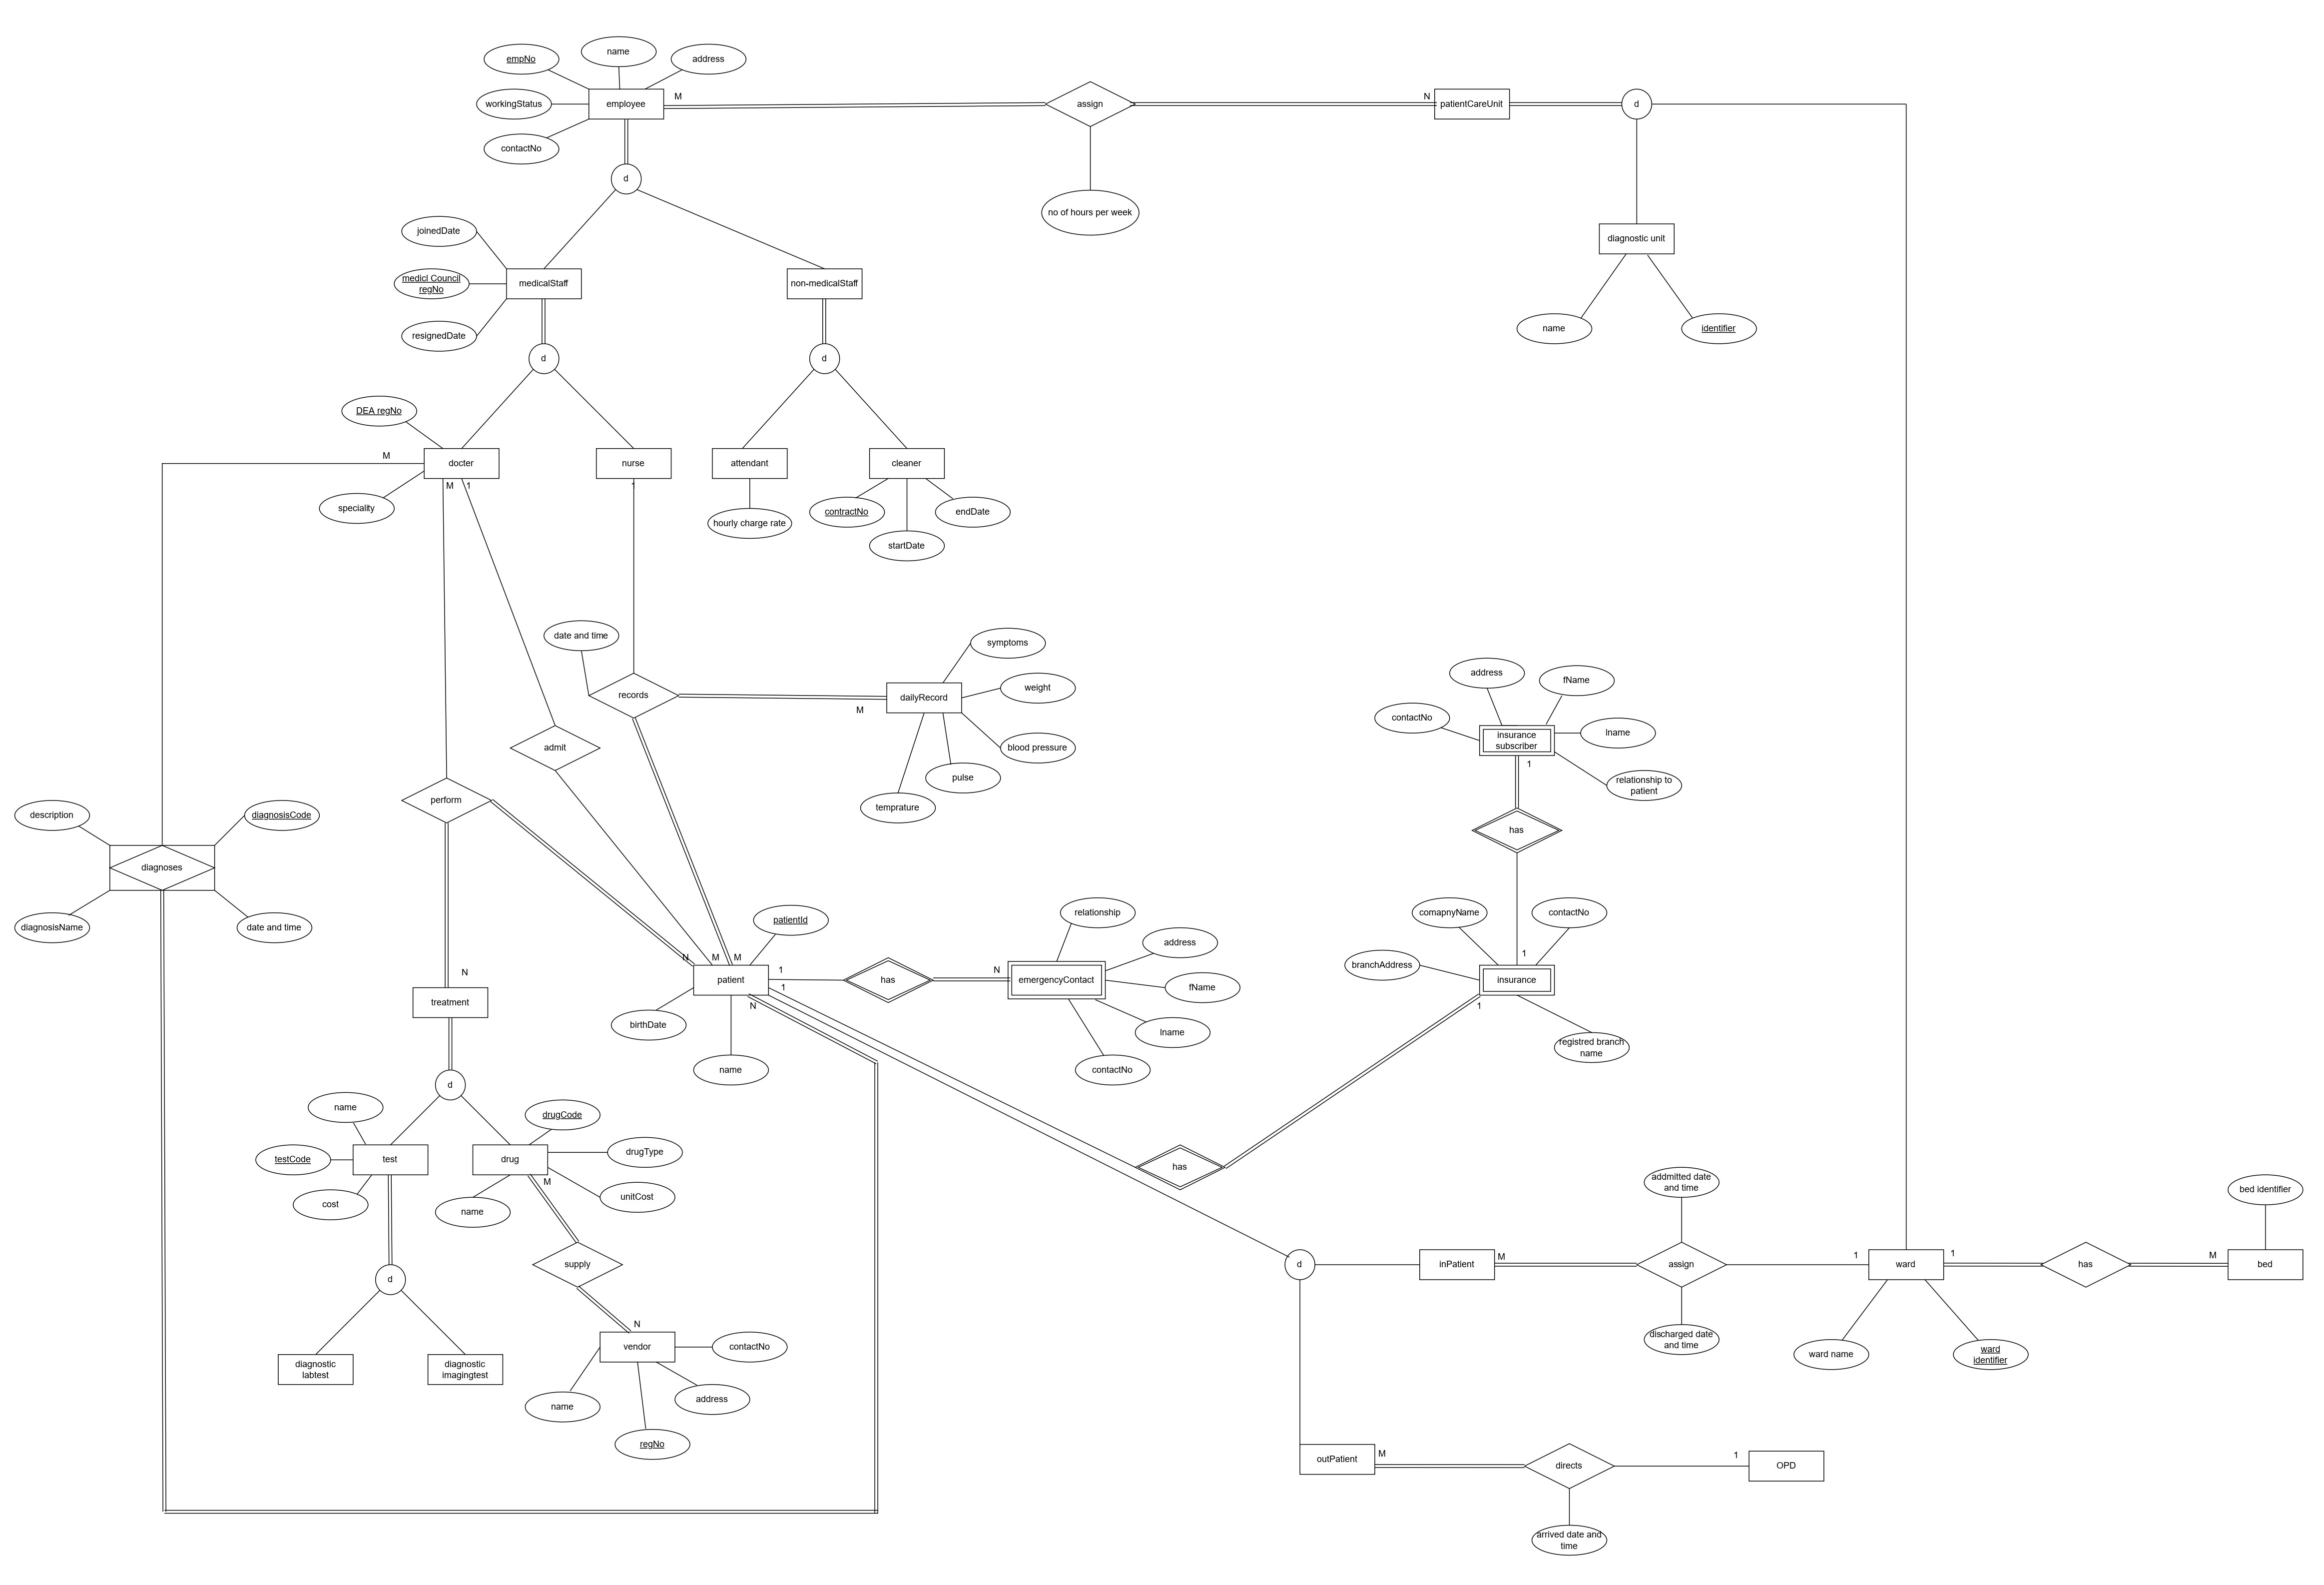 name
empNo
address
M
N
workingStatus
employee
assign
patientCareUnit
d
contactNo
d
no of hours per week
joinedDate
diagnostic unit
medicl Council
regNo
medicalStaff
non-medicalStaff
resignedDate
name
identifier
d
d
DEA regNo
M
docter
nurse
attendant
cleaner
M
1
1
speciality
hourly charge rate
contractNo
endDate
startDate
date and time
symptoms
weight
records
dailyRecord
M
address
fName
contactNo
lname
insurance
subscriber
1
relationship to
patient
admit
blood pressure
pulse
temprature
perform
description
diagnosisCode
has
diagnoses
diagnosisName
date and time
patientId
relationship
comapnyName
contactNo
address
N
M
M
1
N
1
branchAddress
N
treatment
patient
1
has
emergencyContact
fName
insurance
N
1
birthDate
lname
registred branch
name
name
contactNo
d
name
drugCode
testCode
test
drug
drugType
M
unitCost
cost
name
has
addmitted date
and time
bed identifier
supply
d
d
inPatient
M
assign
1
ward
1
has
M
bed
N
vendor
contactNo
diagnostic
labtest
diagnostic
imagingtest
discharged date
and time
ward name
ward
identifier
name
address
regNo
outPatient
M
directs
1
OPD
arrived date and
time